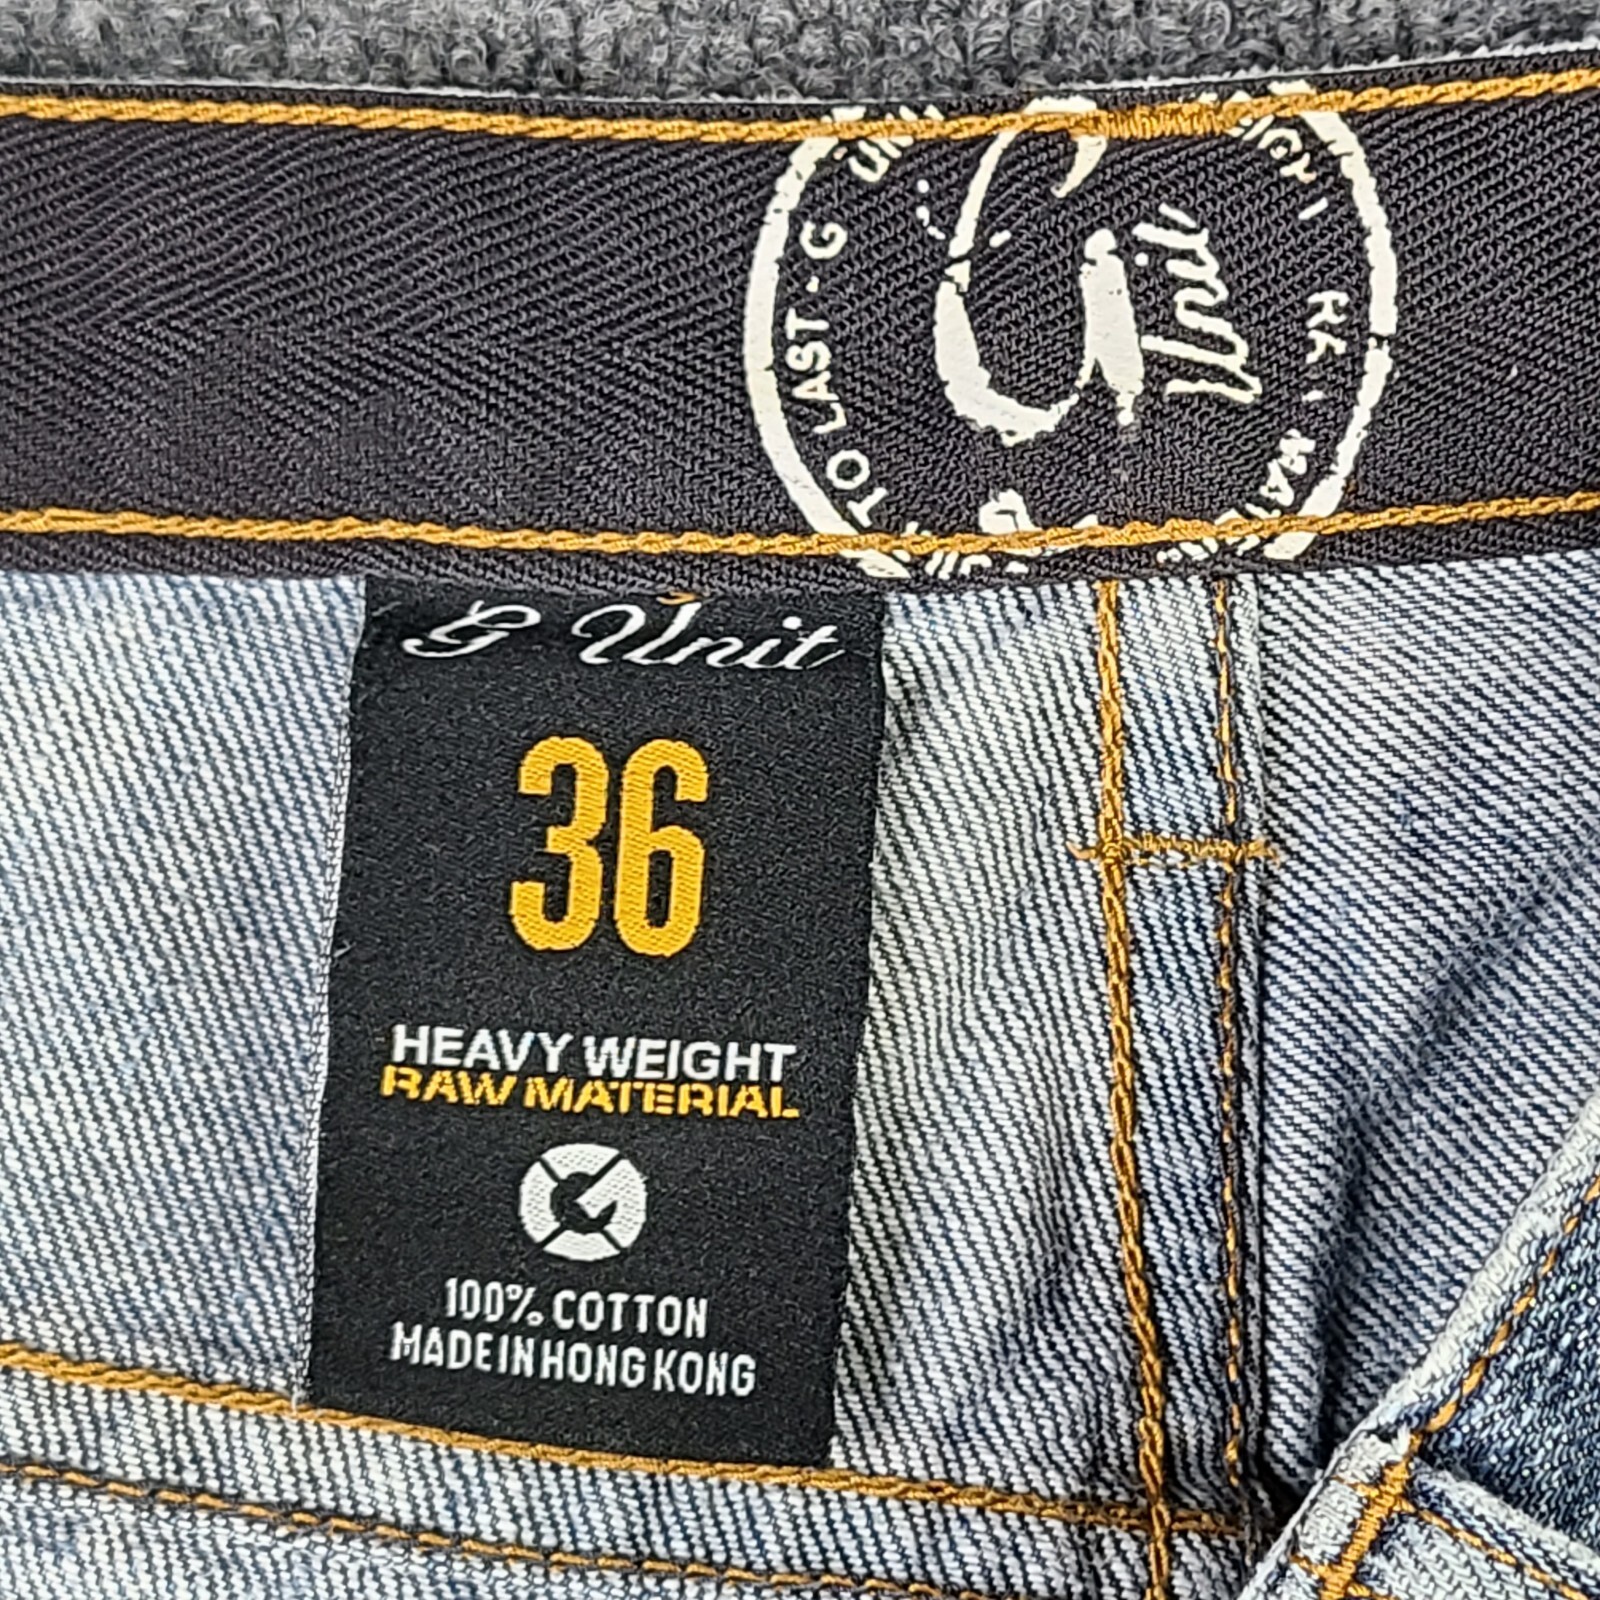 G Unit
TO LAST - G
G Unit
36
HEAVY WEIGHT
RAW MATERIAL
G
100% COTTON
MADE IN HONG KONG